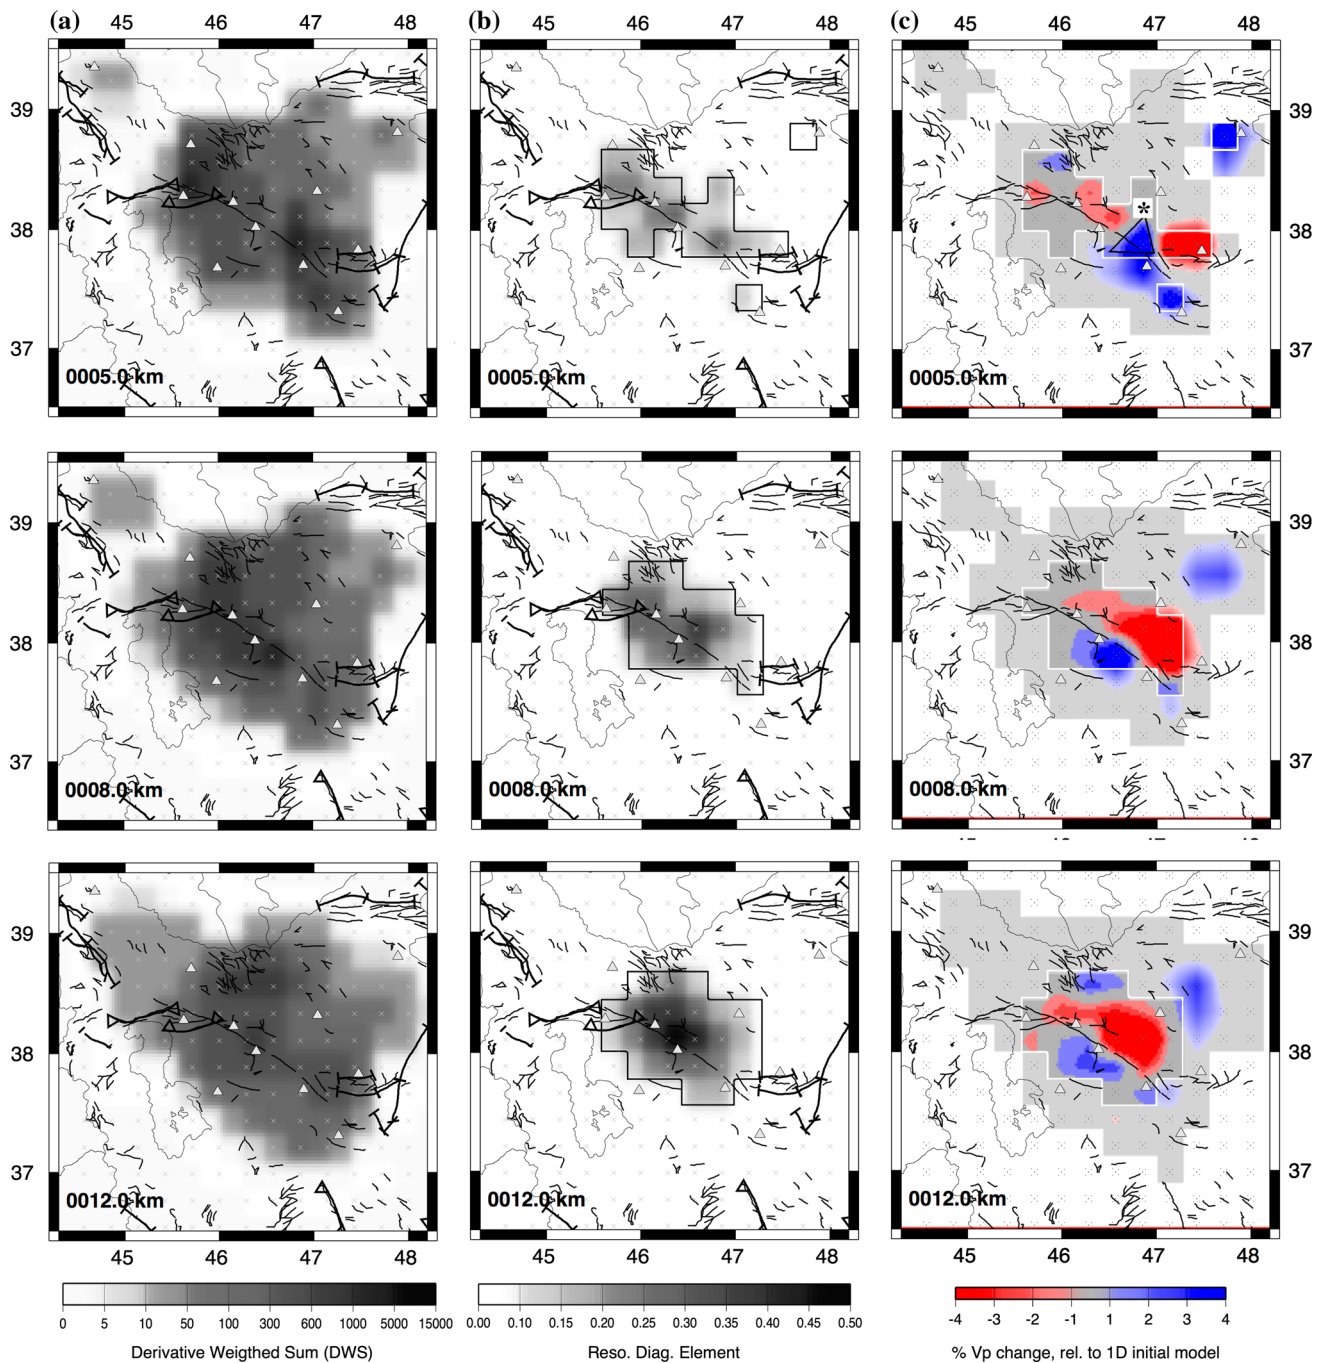 (a) 45 46 47 48 (b) 45 46 47 48 (c) 45 46 47 48
39 39
38 * 38
37 37
0005.0 km 0005.0 km 0005.0 km
39 39
38 38
37 37
0008.0 km 0008.0 km 0008.0 km
39 39
38 38
37 37
0012.0 km 0012.0 km 0012.0 km
45 46 47 48 45 46 47 48 45 46 47 48
0 5 10 50 100 300 600 1000 5000 15000
Derivative Weigthed Sum (DWS)
0.00 0.10 0.15 0.20 0.25 0.30 0.35 0.40 0.45 0.50
Reso. Diag. Element
-4 -3 -2 -1 1 2 3 4
% Vp change, rel. to 1D initial model